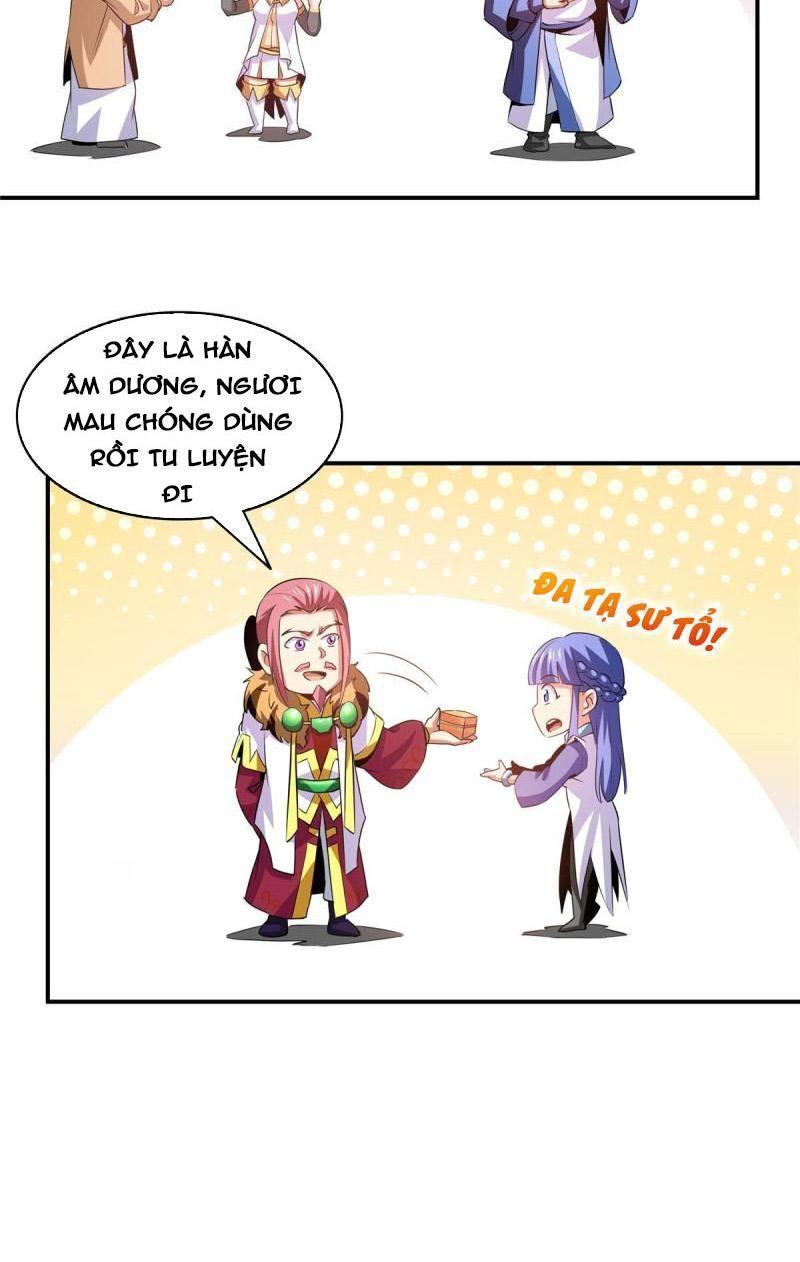 ĐÂY LÀ HÀN
ÂM DƯƠNG, NGƯƠI
MAU CHÓNG DÙNG
RỒI TU LUYỆN
ĐI
ĐA TẠ SƯ TỔ!